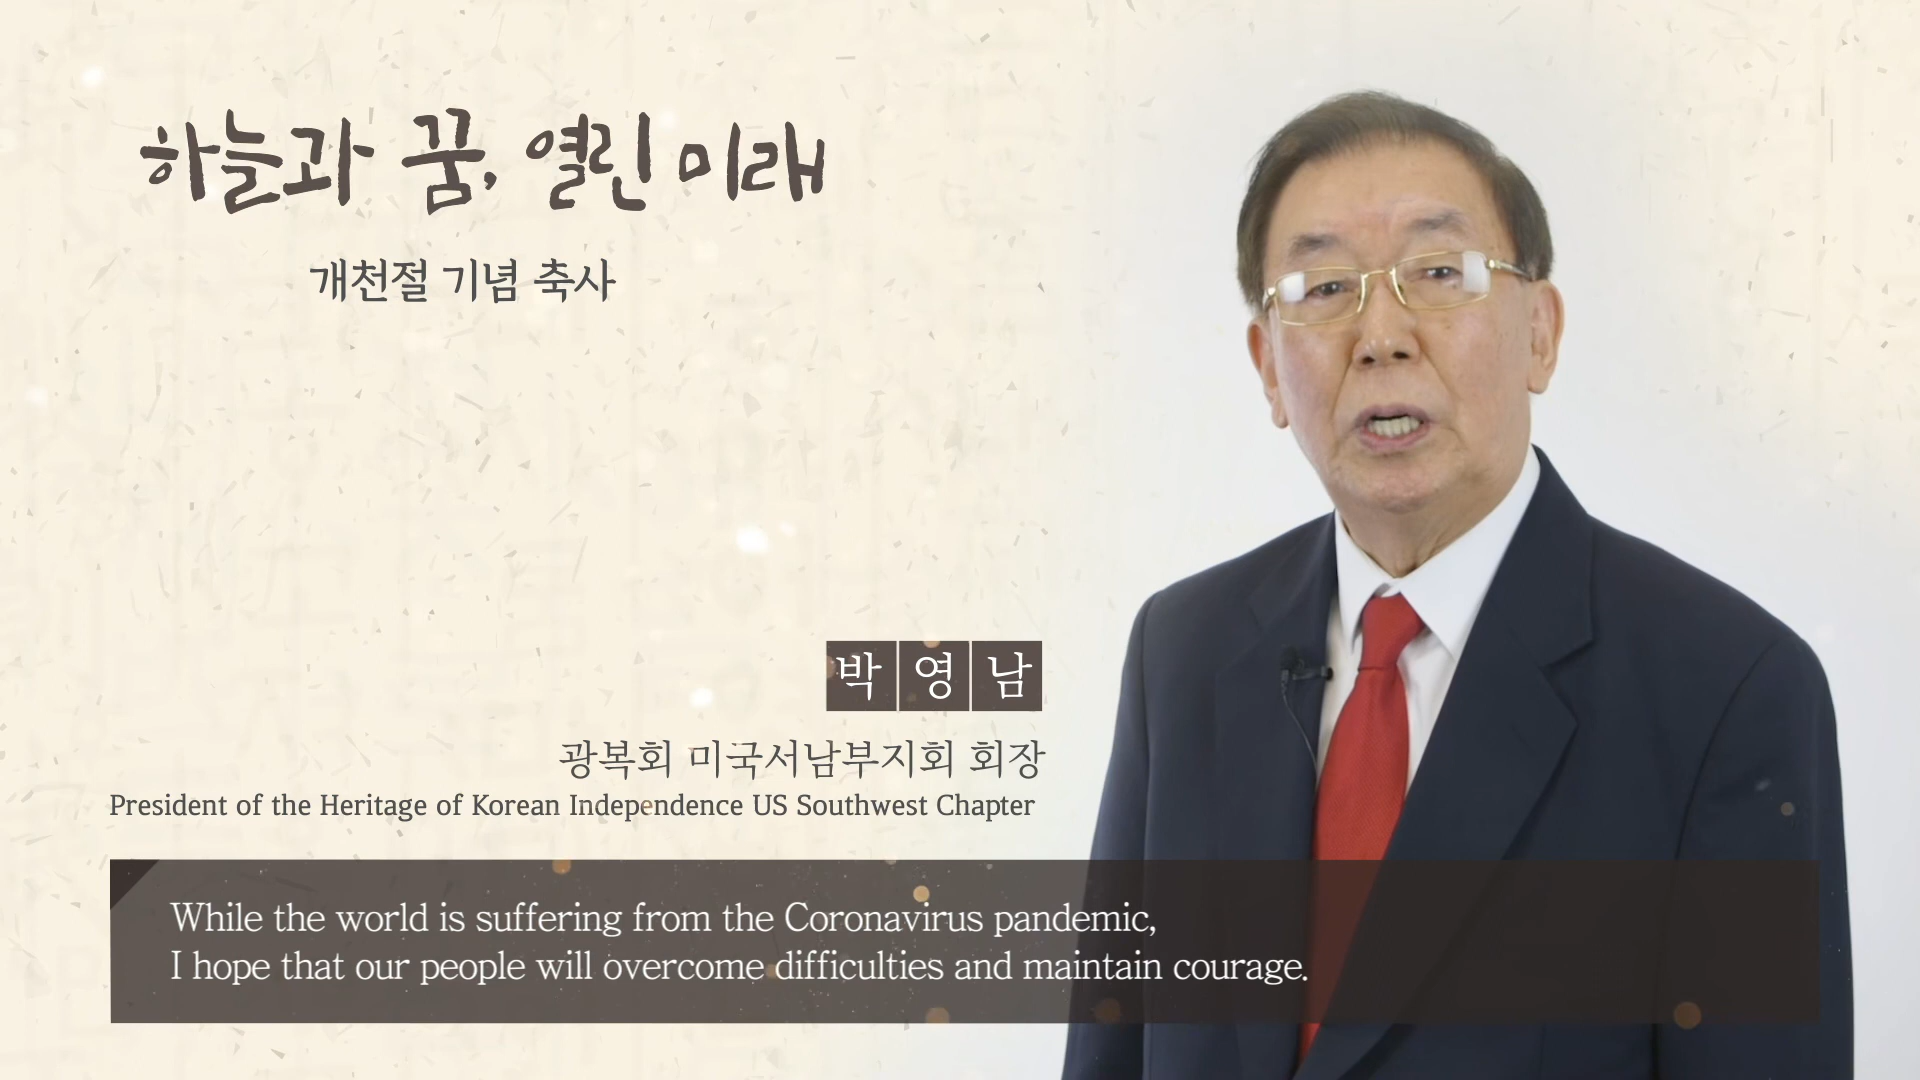 하늘과 꿈, 열린 미래
개천절 기념 축사
박영남
광복회 미국서남부지회 회장
President of the Heritage of Korean Independence US Southwest Chapter
While the world is suffering from the Coronavirus pandemic,
I hope that our people will overcome difficulties and maintain courage.